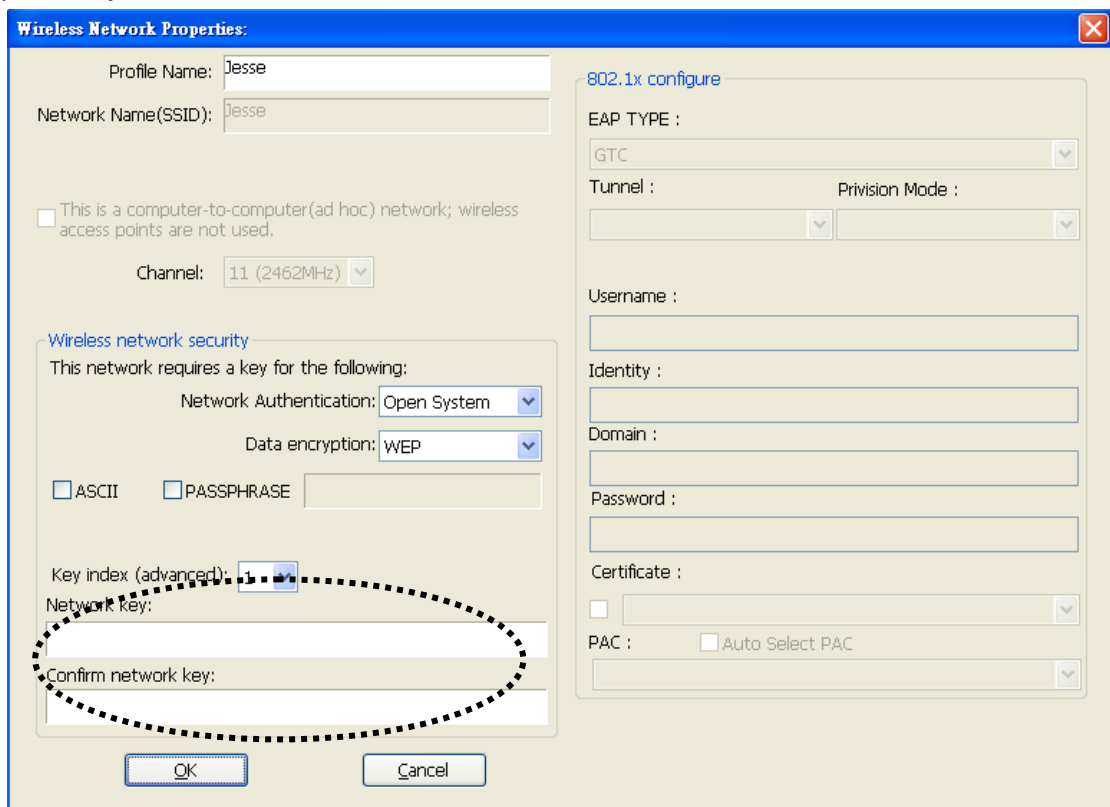 Wireless Network Properties:
Profile Name: Jesse
Network Name(SSID): Jesse
This is a computer-to-computer(ad hoc) network; wireless
access points are not used.
Channel: 11 (2462MHz)
Wireless network security
This network requires a key for the following:
Network Authentication: Open System
Data encryption: WEP
ASCII PASSPHRASE
Key index (advanced): 1
Network key:
Confirm network key:
OK Cancel
802.1x configure
EAP TYPE :
GTC
Tunnel : Privision Mode :
Username :
Identity :
Domain :
Password :
Certificate :
PAC : Auto Select PAC